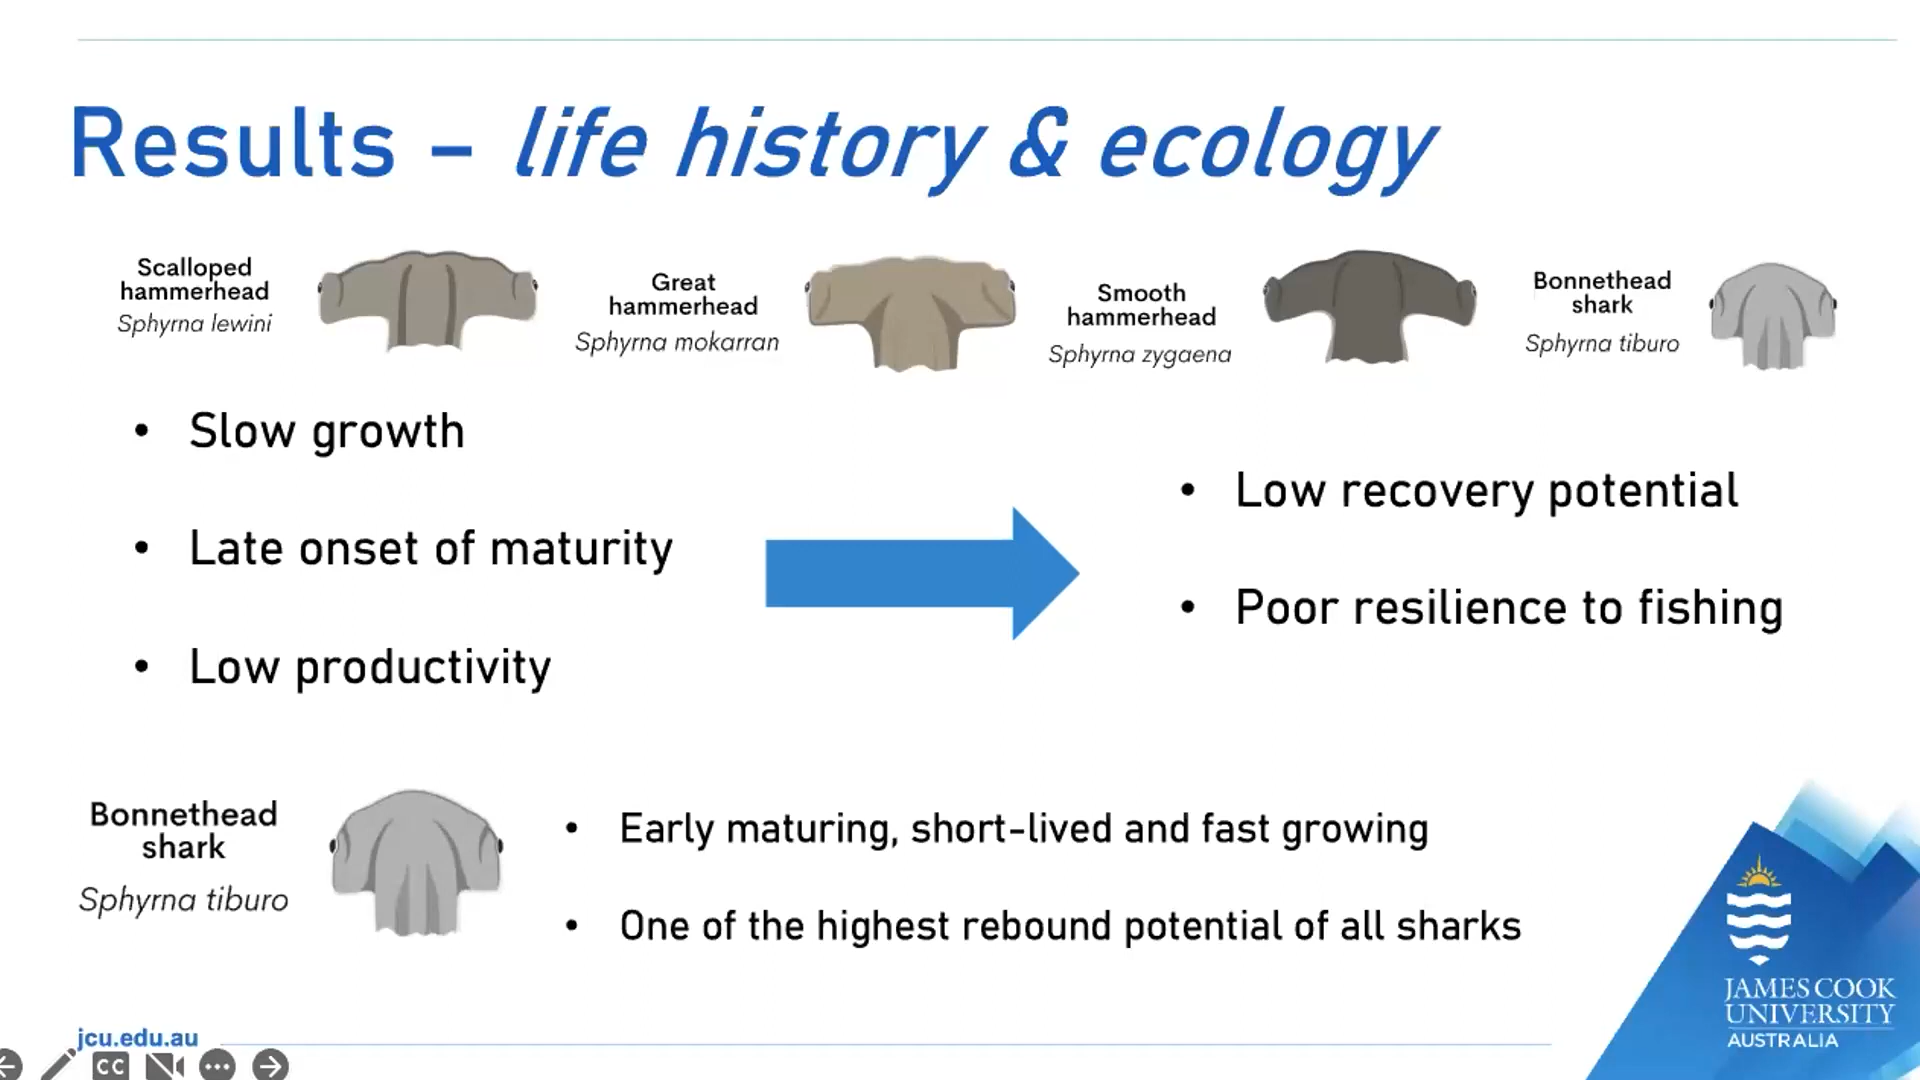 Results – life history & ecology
Scalloped
hammerhead
Sphyrna lewini
Great
hammerhead
Sphyrna mokarran
Smooth
hammerhead
Sphyrna zygaena
Bonnethead
shark
Sphyrna tiburo
• Slow growth
• Late onset of maturity
• Low productivity
• Low recovery potential
• Poor resilience to fishing
Bonnethead
shark
Sphyrna tiburo
• Early maturing, short-lived and fast growing
• One of the highest rebound potential of all sharks
JAMES COOK
UNIVERSITY
AUSTRALIA
jcu.edu.au
CC